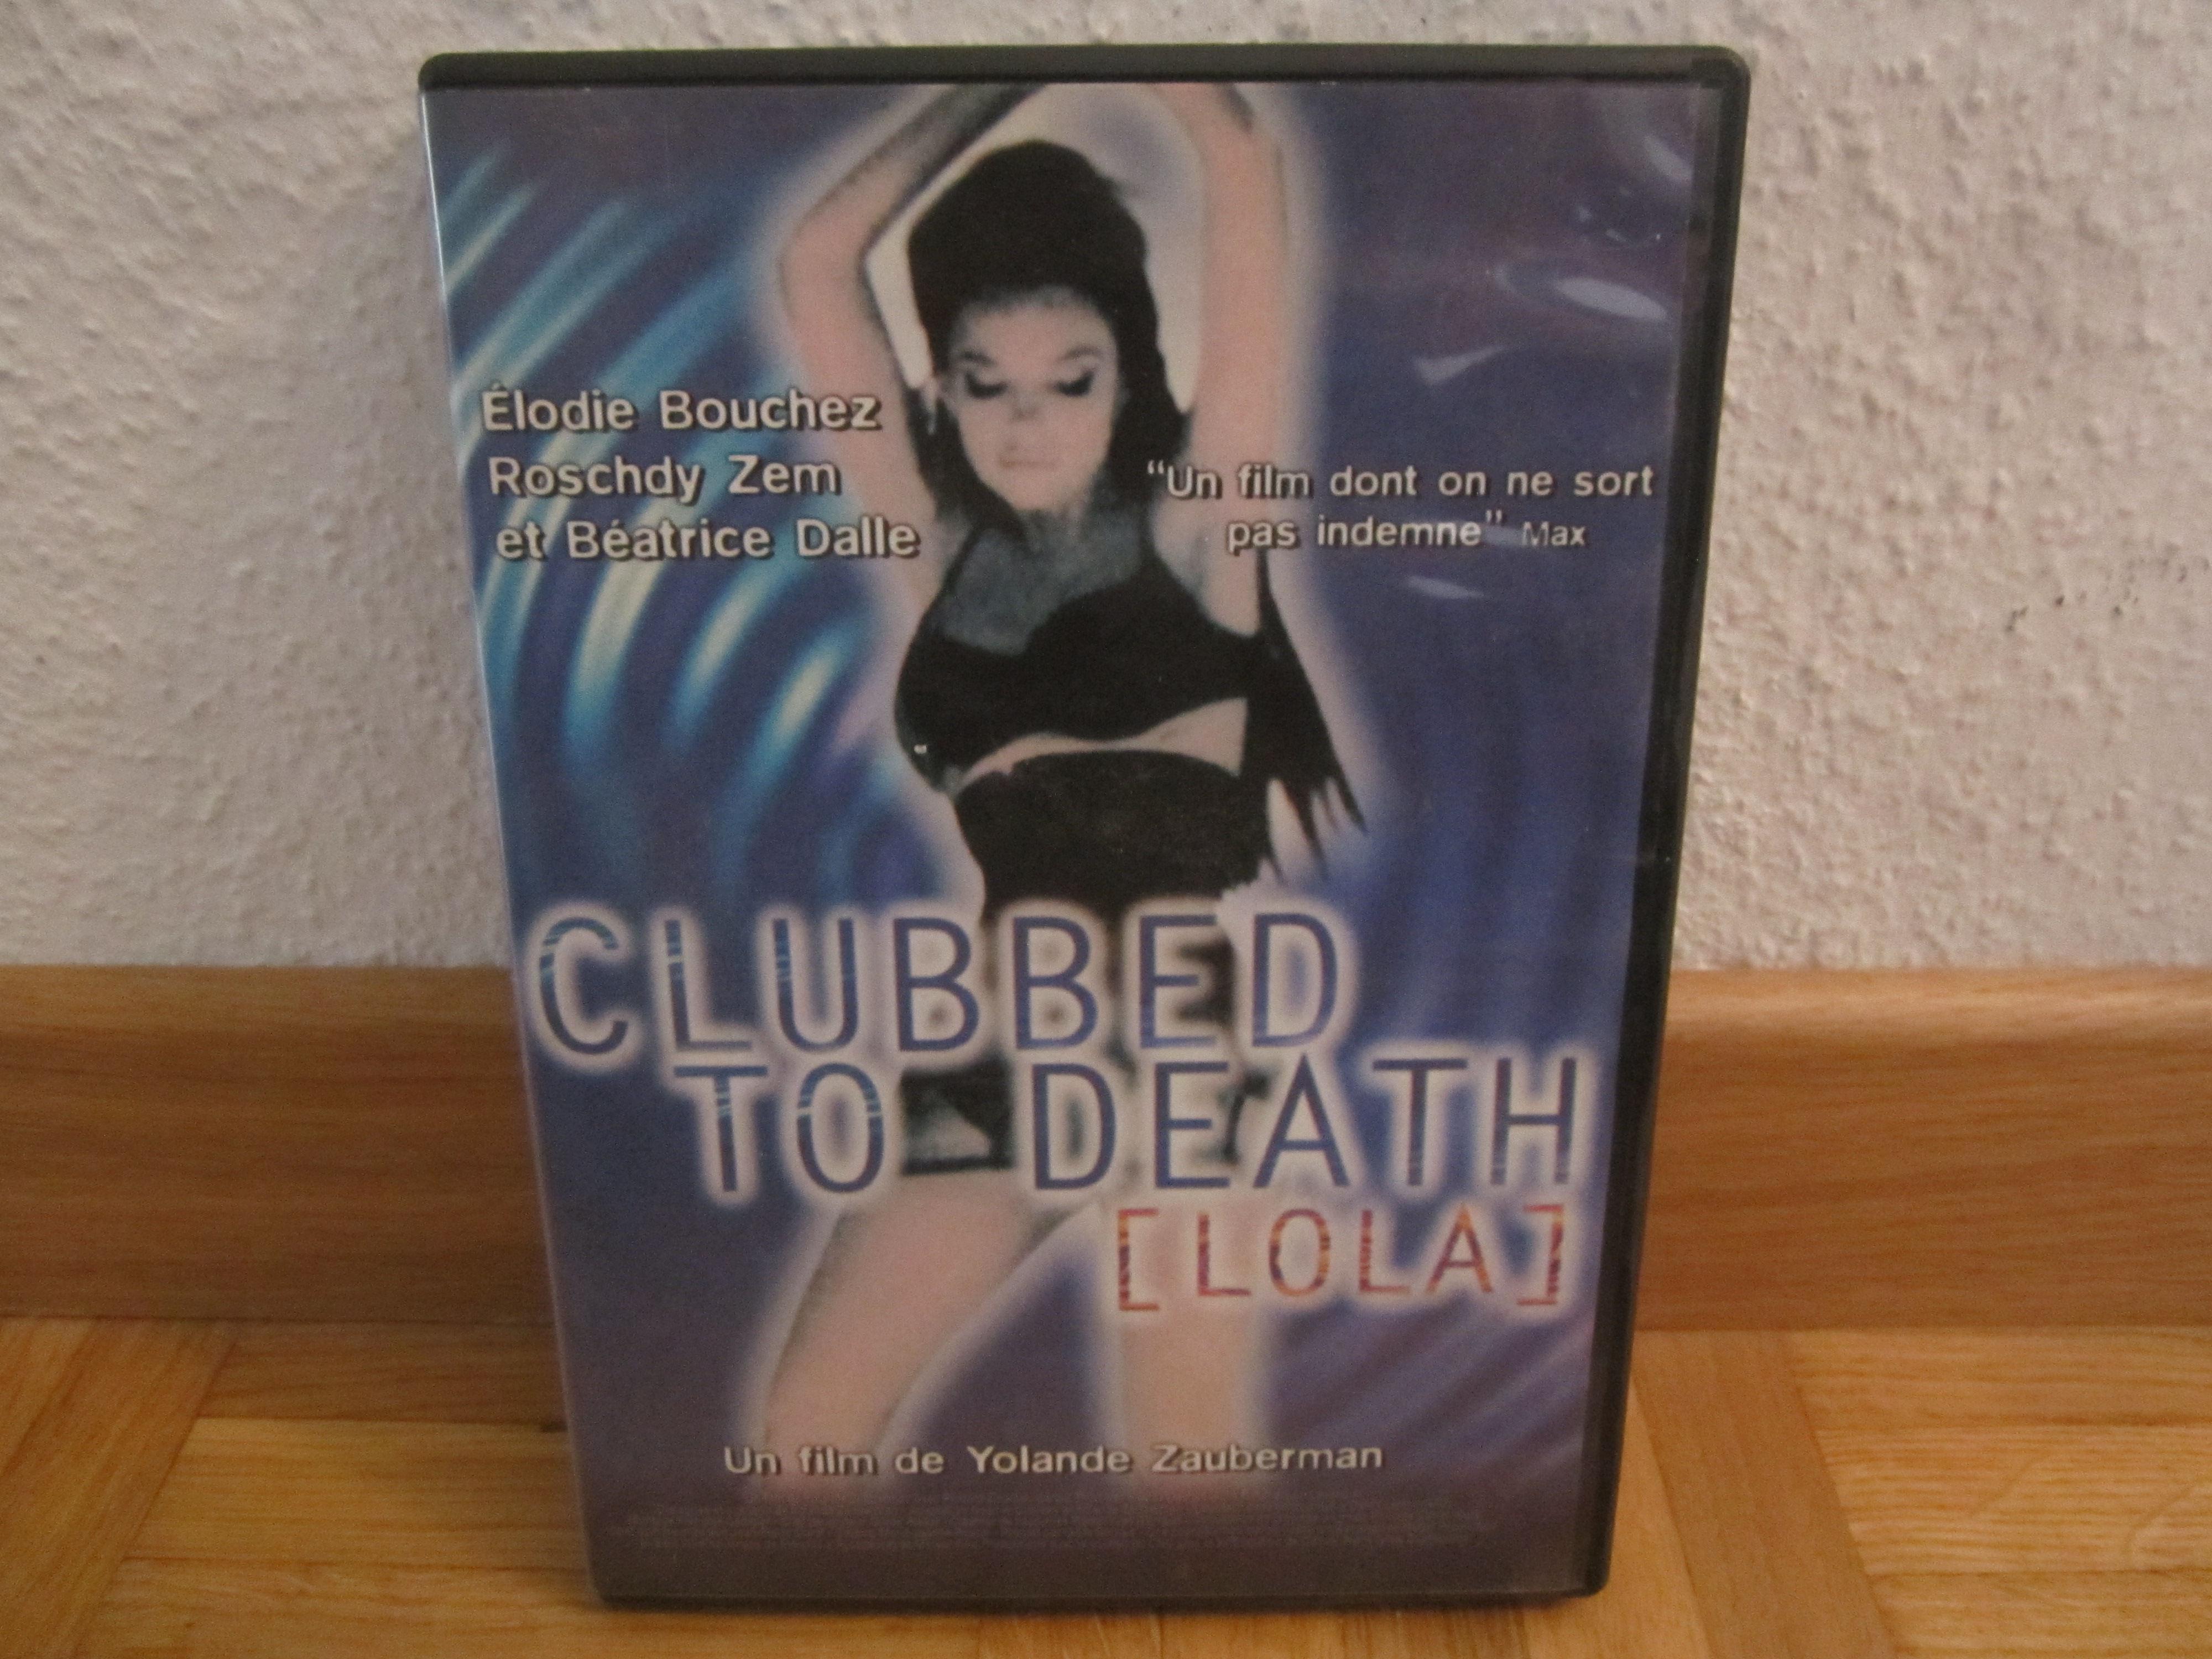 Élodie Bouchez
Roschdy Zem
et Béatrice Dalle
“Un film dont on ne sort
pas indemne” Max
CLUBBED
TO DEATH
[LOLA]
Un film de Yolande Zauberman